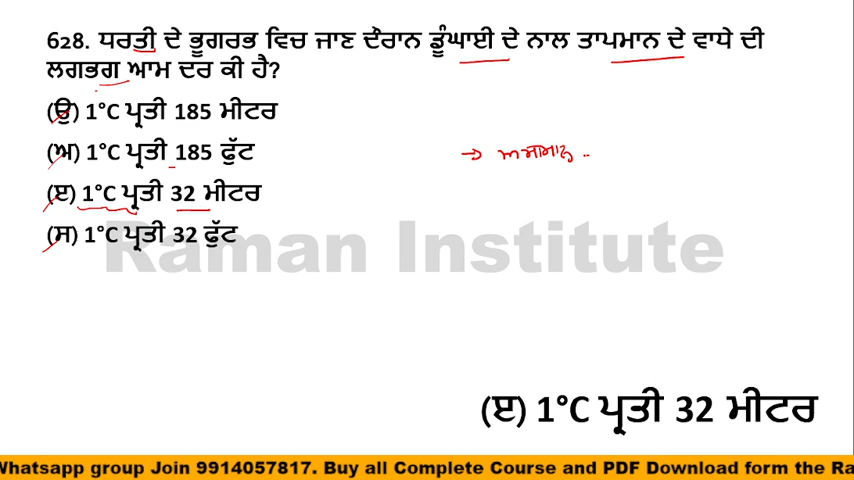 628. ਧਰਤੀ ਦੇ ਭੂਗਰਭ ਵਿਚ ਜਾਣ ਦੌਰਾਨ ਡੂੰਘਾਈ ਦੇ ਨਾਲ ਤਾਪਮਾਨ ਦੇ ਵਾਧੇ ਦੀ
ਲਗਭਗ ਆਮ ਦਰ ਕੀ ਹੈ?
(ੳ) 1°C ਪ੍ਰਤੀ 185 ਮੀਟਰ
(ਅ) 1°C ਪ੍ਰਤੀ 185 ਫੁੱਟ
(ੲ) 1°C ਪ੍ਰਤੀ 32 ਮੀਟਰ
(ਸ) 1°C ਪ੍ਰਤੀ 32 ਫੁੱਟ
Raman Institute
(ੲ) 1°C ਪ੍ਰਤੀ 32 ਮੀਟਰ
Whatsapp group Join 9914057817. Buy all Complete Course and PDF Download form the Ra